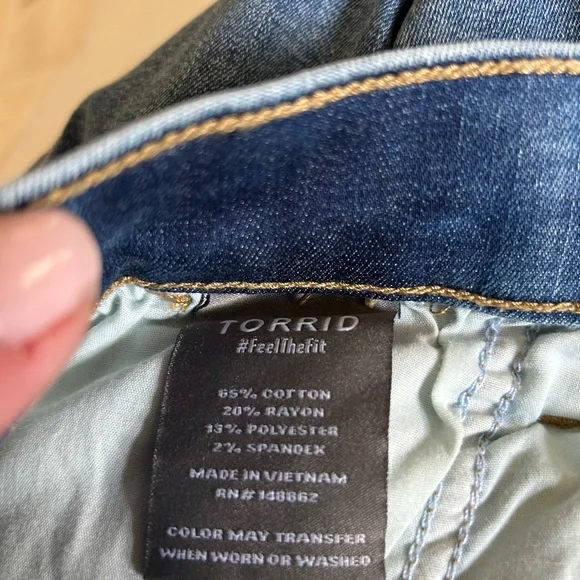 TORRID
#FeelTheFit
65% COTTON
20% RAYON
13% POLYESTER
2% SPANDEX
MADE IN VIETNAM
RN# 148862
COLOR MAY TRANSFER
WHEN WORN OR WASHED